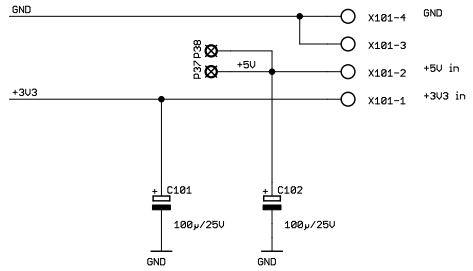 GND
X101-4 GND
P38
X101-3
P37
+5V
X101-2 +5V in
+3V3
X101-1 +3V3 in
+ C101
+ C102
100µ/25V
100µ/25V
GND
GND